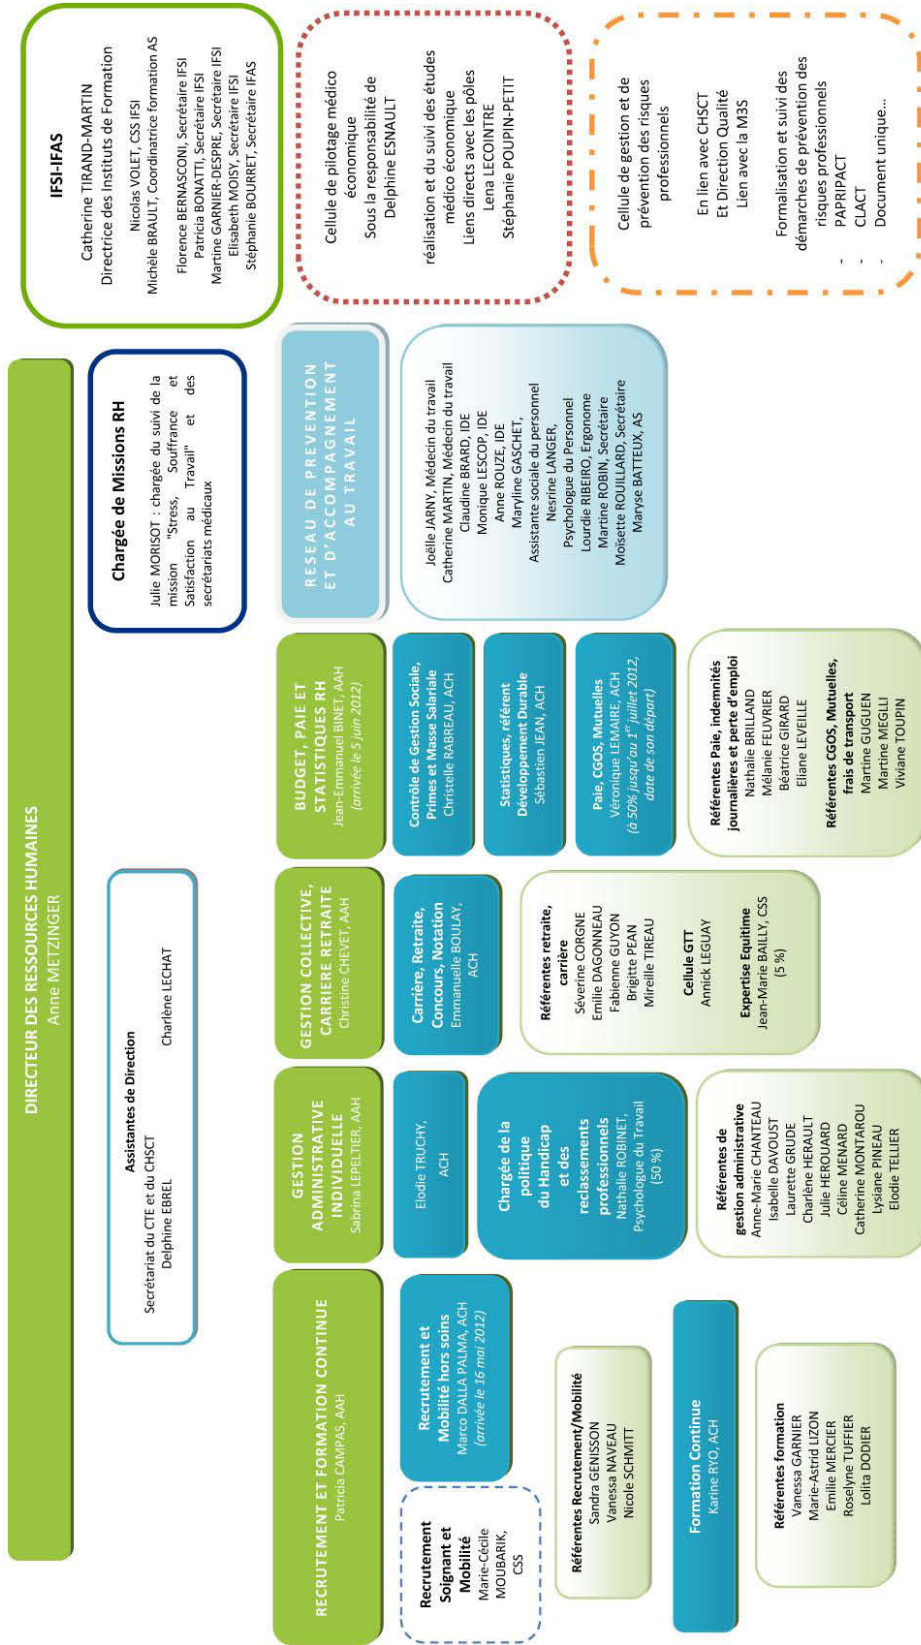 DIRECTEUR DES RESSOURCES HUMAINES
Anne METZINGER
Assistantes de Direction
Secrétariat du CTE et du CHSCT
Delphine EBREL
Charlène LECHAT
Chargée de Missions RH
Julie MORISOT : chargée du suivi de la
mission "Stress, Souffrance et
Satisfaction au Travail" et des
secrétariats médicaux
IFSI-IFAS
Catherine TIRAND-MARTIN
Directrice des Instituts de Formation
Nicolas VOLET, CSS IFSI
Michèle BRAULT, Coordinatrice formation AS
Florence BERNASCONI, Secrétaire IFSI
Patricia BONATTI, Secrétaire IFSI
Martine GARNIER-DESPRE, Secrétaire IFSI
Elisabeth MOISY, Secrétaire IFSI
Stéphanie BOURRET, Secrétaire IFAS
RECRUTEMENT ET FORMATION CONTINUE
Patricia CAMPAS, AAH
Recrutement
Soignant et
Mobilité
Marie-Cécile
MOUBARIK,
CSS
Recrutement et
Mobilité hors soins
Marco DALLA PALMA, ACH
(arrivée le 16 mai 2012)
Référentes Recrutement/Mobilité
Sandra GENISSON
Vanessa NAVEAU
Nicole SCHMITT
Formation Continue
Karine RYO, ACH
Référentes formation
Vanessa GARNIER
Marie-Astrid LIZON
Emilie MERCIER
Roselyne TUFFIER
Lolita DODIER
GESTION
ADMINISTRATIVE
INDIVIDUELLE
Sabrina LEPELTIER, AAH
Elodie TRUCHY,
ACH
Chargée de la
politique
du Handicap
et des
reclassements
professionnels
Nathalie ROBINET,
Psychologue du Travail
(50 %)
Référentes de
gestion administrative
Anne-Marie CHANTEAU
Isabelle DAVOUST
Laurette GRUDE
Charlène HERAULT
Julie HEROUARD
Céline MENARD
Catherine MONTAROU
Lysiane PINEAU
Elodie TELLIER
GESTION COLLECTIVE,
CARRIERE RETRAITE
Christine CHEVET, AAH
Carrière, Retraite,
Concours, Notation
Emmanuelle BOULAY,
ACH
Référentes retraite,
carrière
Séverine CORGNE
Emilie DAGONNEAU
Fabienne GUYON
Brigitte PEAN
Mireille TIREAU
Cellule GTT
Annick LEGUAY
Expertise Equitime
Jean-Marie BAILLY, CSS
(5 %)
BUDGET, PAIE ET
STATISTIQUES RH
Jean-Emmanuel BINET, AAH
(arrivée le 5 juin 2012)
Contrôle de Gestion Sociale,
Primes et Masse Salariale
Christelle RABREAU, ACH
Statistiques, référent
Développement Durable
Sébastien JEAN, ACH
Paie, CGOS, Mutuelles
Véronique LEMAIRE, ACH
(à 50% jusqu'au 1er juillet 2012,
date de son départ)
Référentes Paie, indemnités
journalières et perte d'emploi
Nathalie BRILLAND
Mélanie FEUVRIER
Béatrice GIRARD
Eliane LEVEILLE
Référentes CGOS, Mutuelles,
frais de transport
Martine GUGUEN
Martine MEGLLI
Viviane TOUPIN
RESEAU DE PREVENTION
ET D'ACCOMPAGNEMENT
AU TRAVAIL
Joëlle JARNY, Médecin du travail
Catherine MARTIN, Médecin du travail
Claudine BRARD, IDE
Monique LESCOP, IDE
Anne ROUZE, IDE
Maryline GASCHET,
Assistante sociale du personnel
Nesrine LANGER,
Psychologue du Personnel
Lourdie RIBEIRO, Ergonome
Martine ROBIN, Secrétaire
Moïsette ROUILLARD, Secrétaire
Maryse BATTEUX, AS
Cellule de pilotage médico
économique
Sous la responsabilité de
Delphine ESNAULT
réalisation et du suivi des études
médico économique
Liens directs avec les pôles
Lena LECOINTRE
Stéphanie POUPIN-PETIT
Cellule de gestion et de
prévention des risques
professionnels
En lien avec CHSCT
Et Direction Qualité
Lien avec la M3S
Formalisation et suivi des
démarches de prévention des
risques professionnels
- PAPRIPACT
- CLACT
- Document unique...